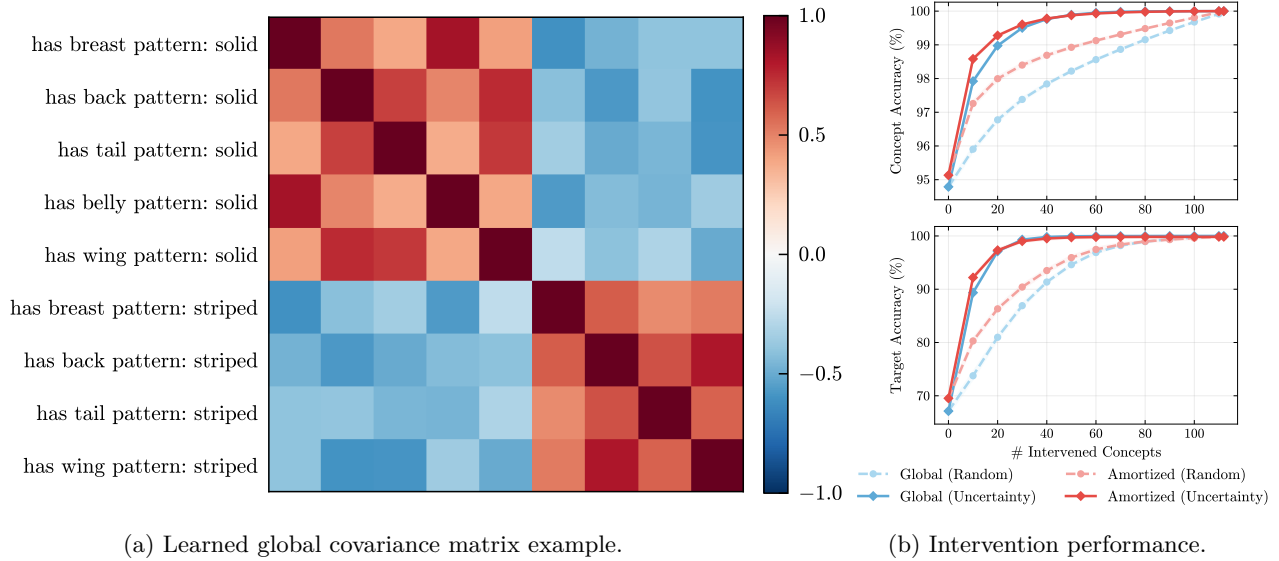 has breast pattern: solid
has back pattern: solid
has tail pattern: solid
has belly pattern: solid
has wing pattern: solid
has breast pattern: striped
has back pattern: striped
has tail pattern: striped
has wing pattern: striped
1.0
0.5
0.0
−0.5
−1.0
(a) Learned global covariance matrix example.
Concept Accuracy (%)
100
99
98
97
96
95
0 20 40 60 80 100
Target Accuracy (%)
100
90
80
70
0 20 40 60 80 100
# Intervened Concepts
Global (Random) Amortized (Random)
Global (Uncertainty) Amortized (Uncertainty)
(b) Intervention performance.